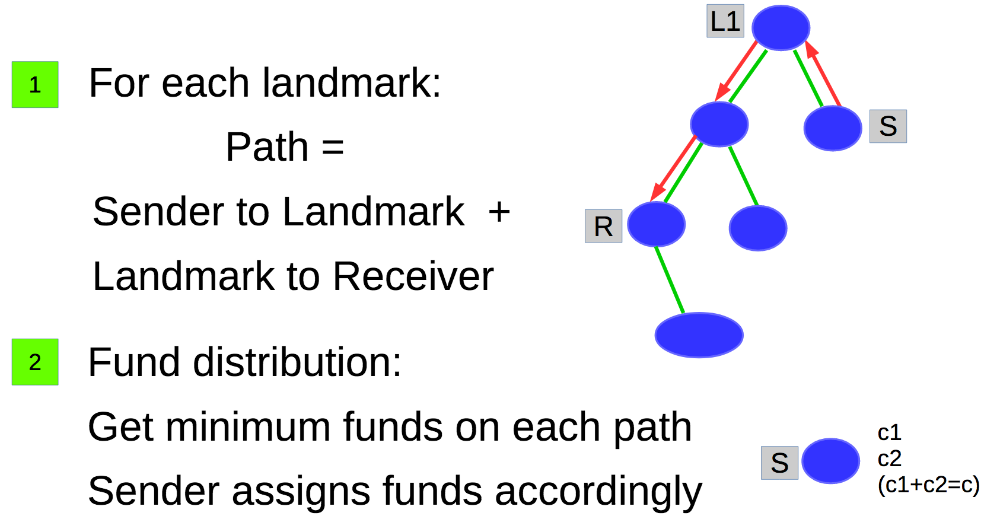 1
For each landmark:
Path =
Sender to Landmark +
Landmark to Receiver
L1
S
R
2
Fund distribution:
Get minimum funds on each path
Sender assigns funds accordingly
S
c1
c2
(c1+c2=c)